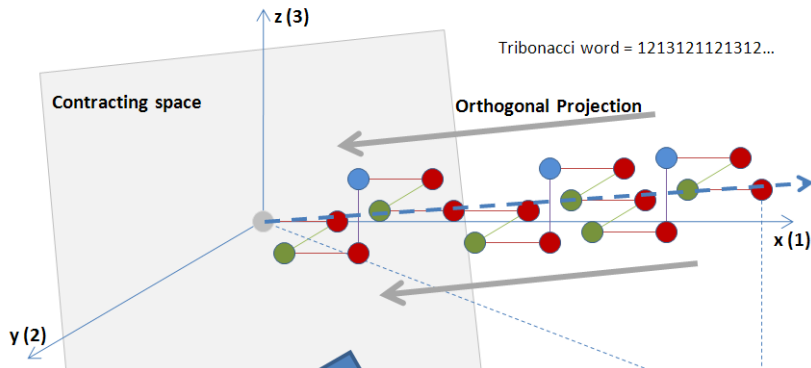 z (3)
Tribonacci word = 1213121121312...
Contracting space
Orthogonal Projection
x (1)
y (2)